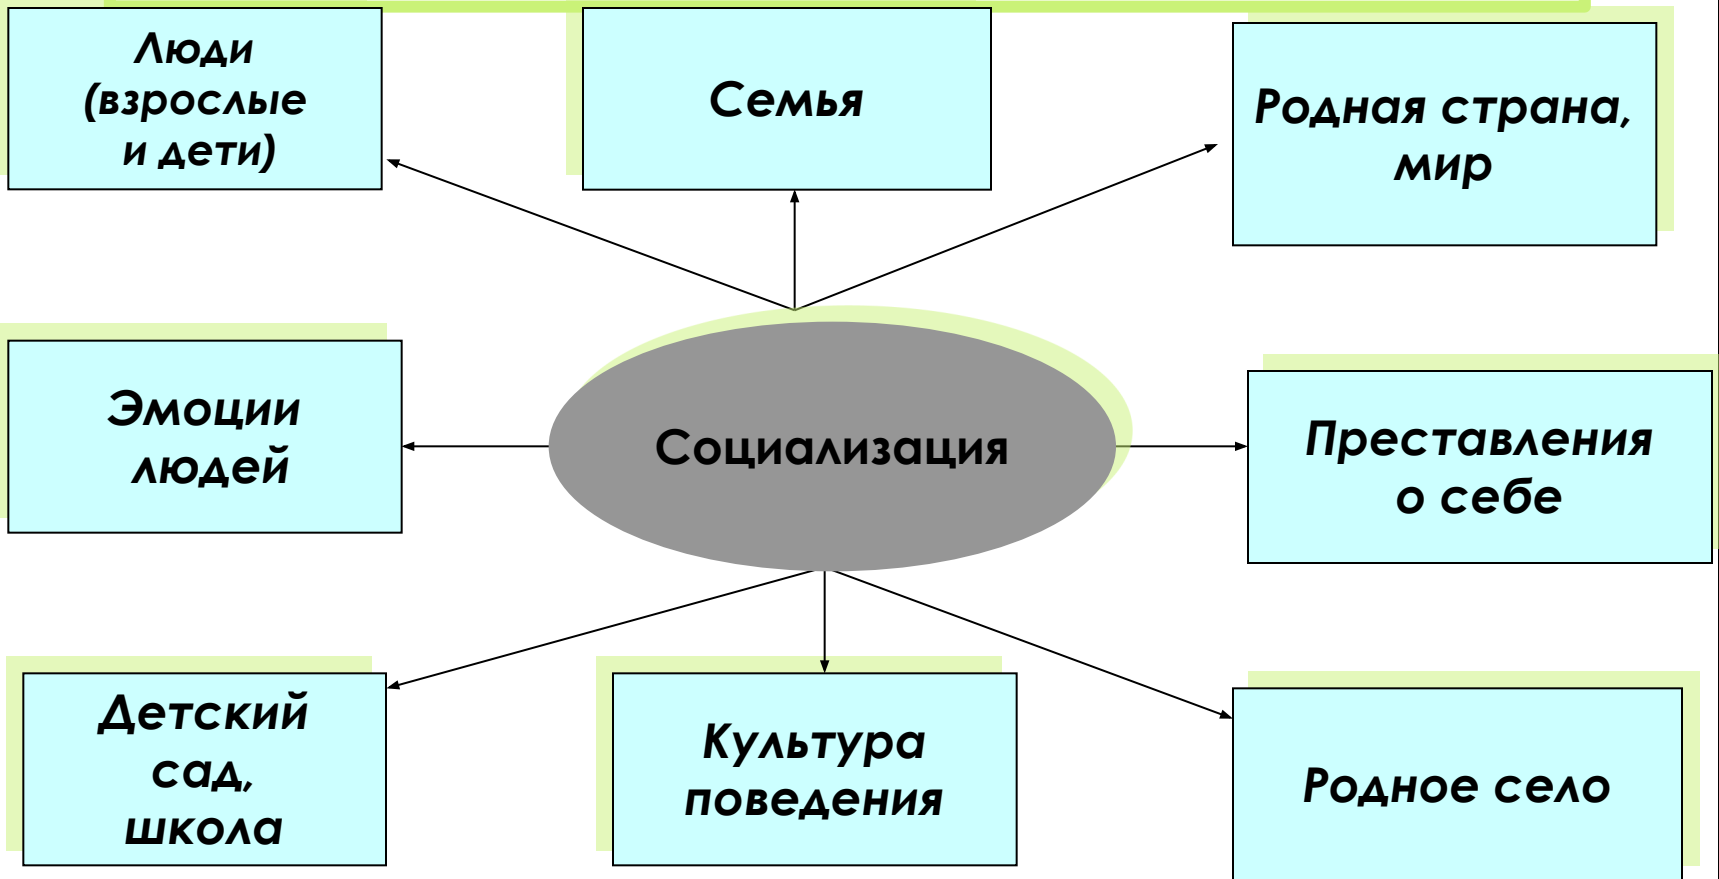 Люди
(взрослые
и дети)
Семья
Родная страна,
мир
Эмоции
людей
Социализация
Преставления
о себе
Детский
сад,
школа
Культура
поведения
Родное село